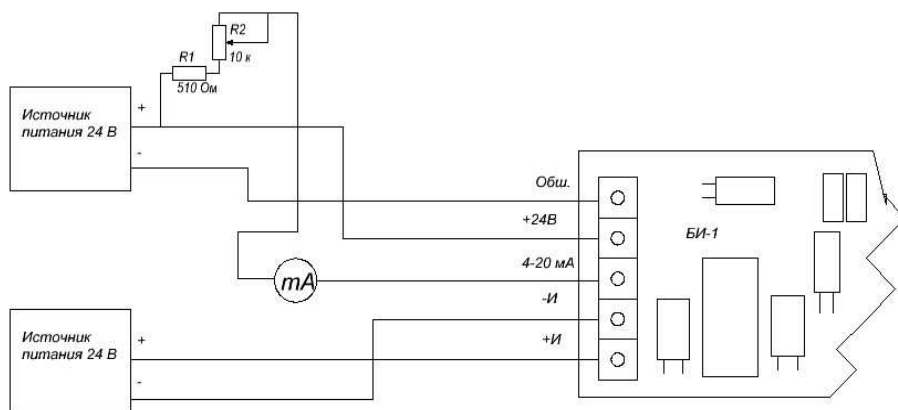 R2
10 к
R1
510 Ом
Источник
питания 24 В
+
-
Обш.
+24В
4-20 мА
-И
+И
БИ-1
mA
Источник
питания 24 В
+
-